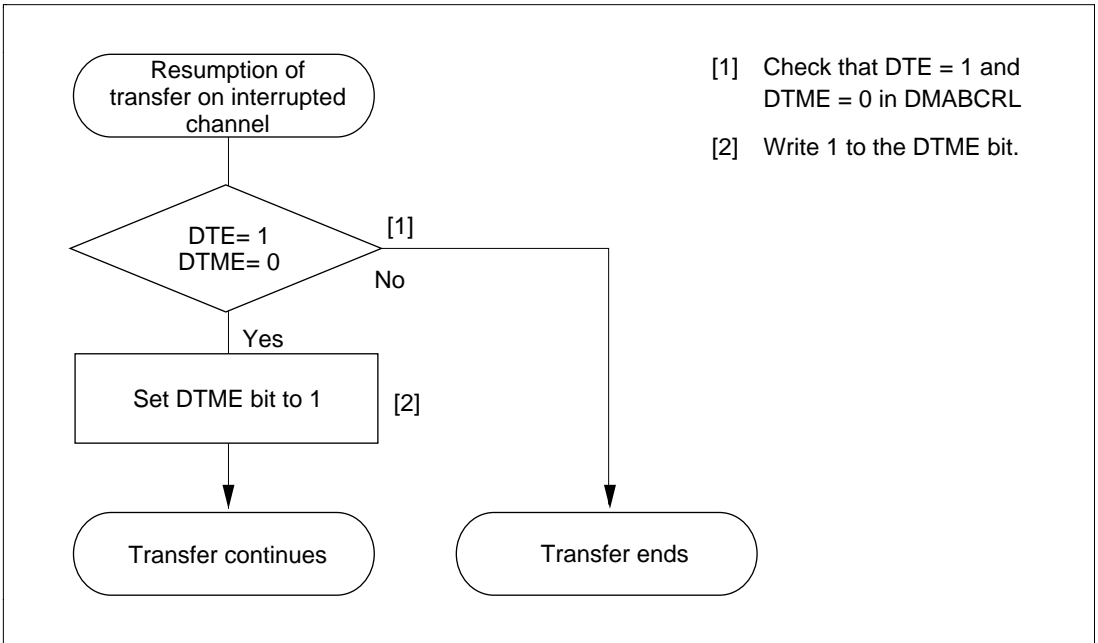 Resumption of
transfer on interrupted
channel
DTE= 1
DTME= 0
[1]
No
Yes
Set DTME bit to 1
[2]
Transfer continues
Transfer ends
[1] Check that DTE = 1 and
DTME = 0 in DMABCRL
[2] Write 1 to the DTME bit.